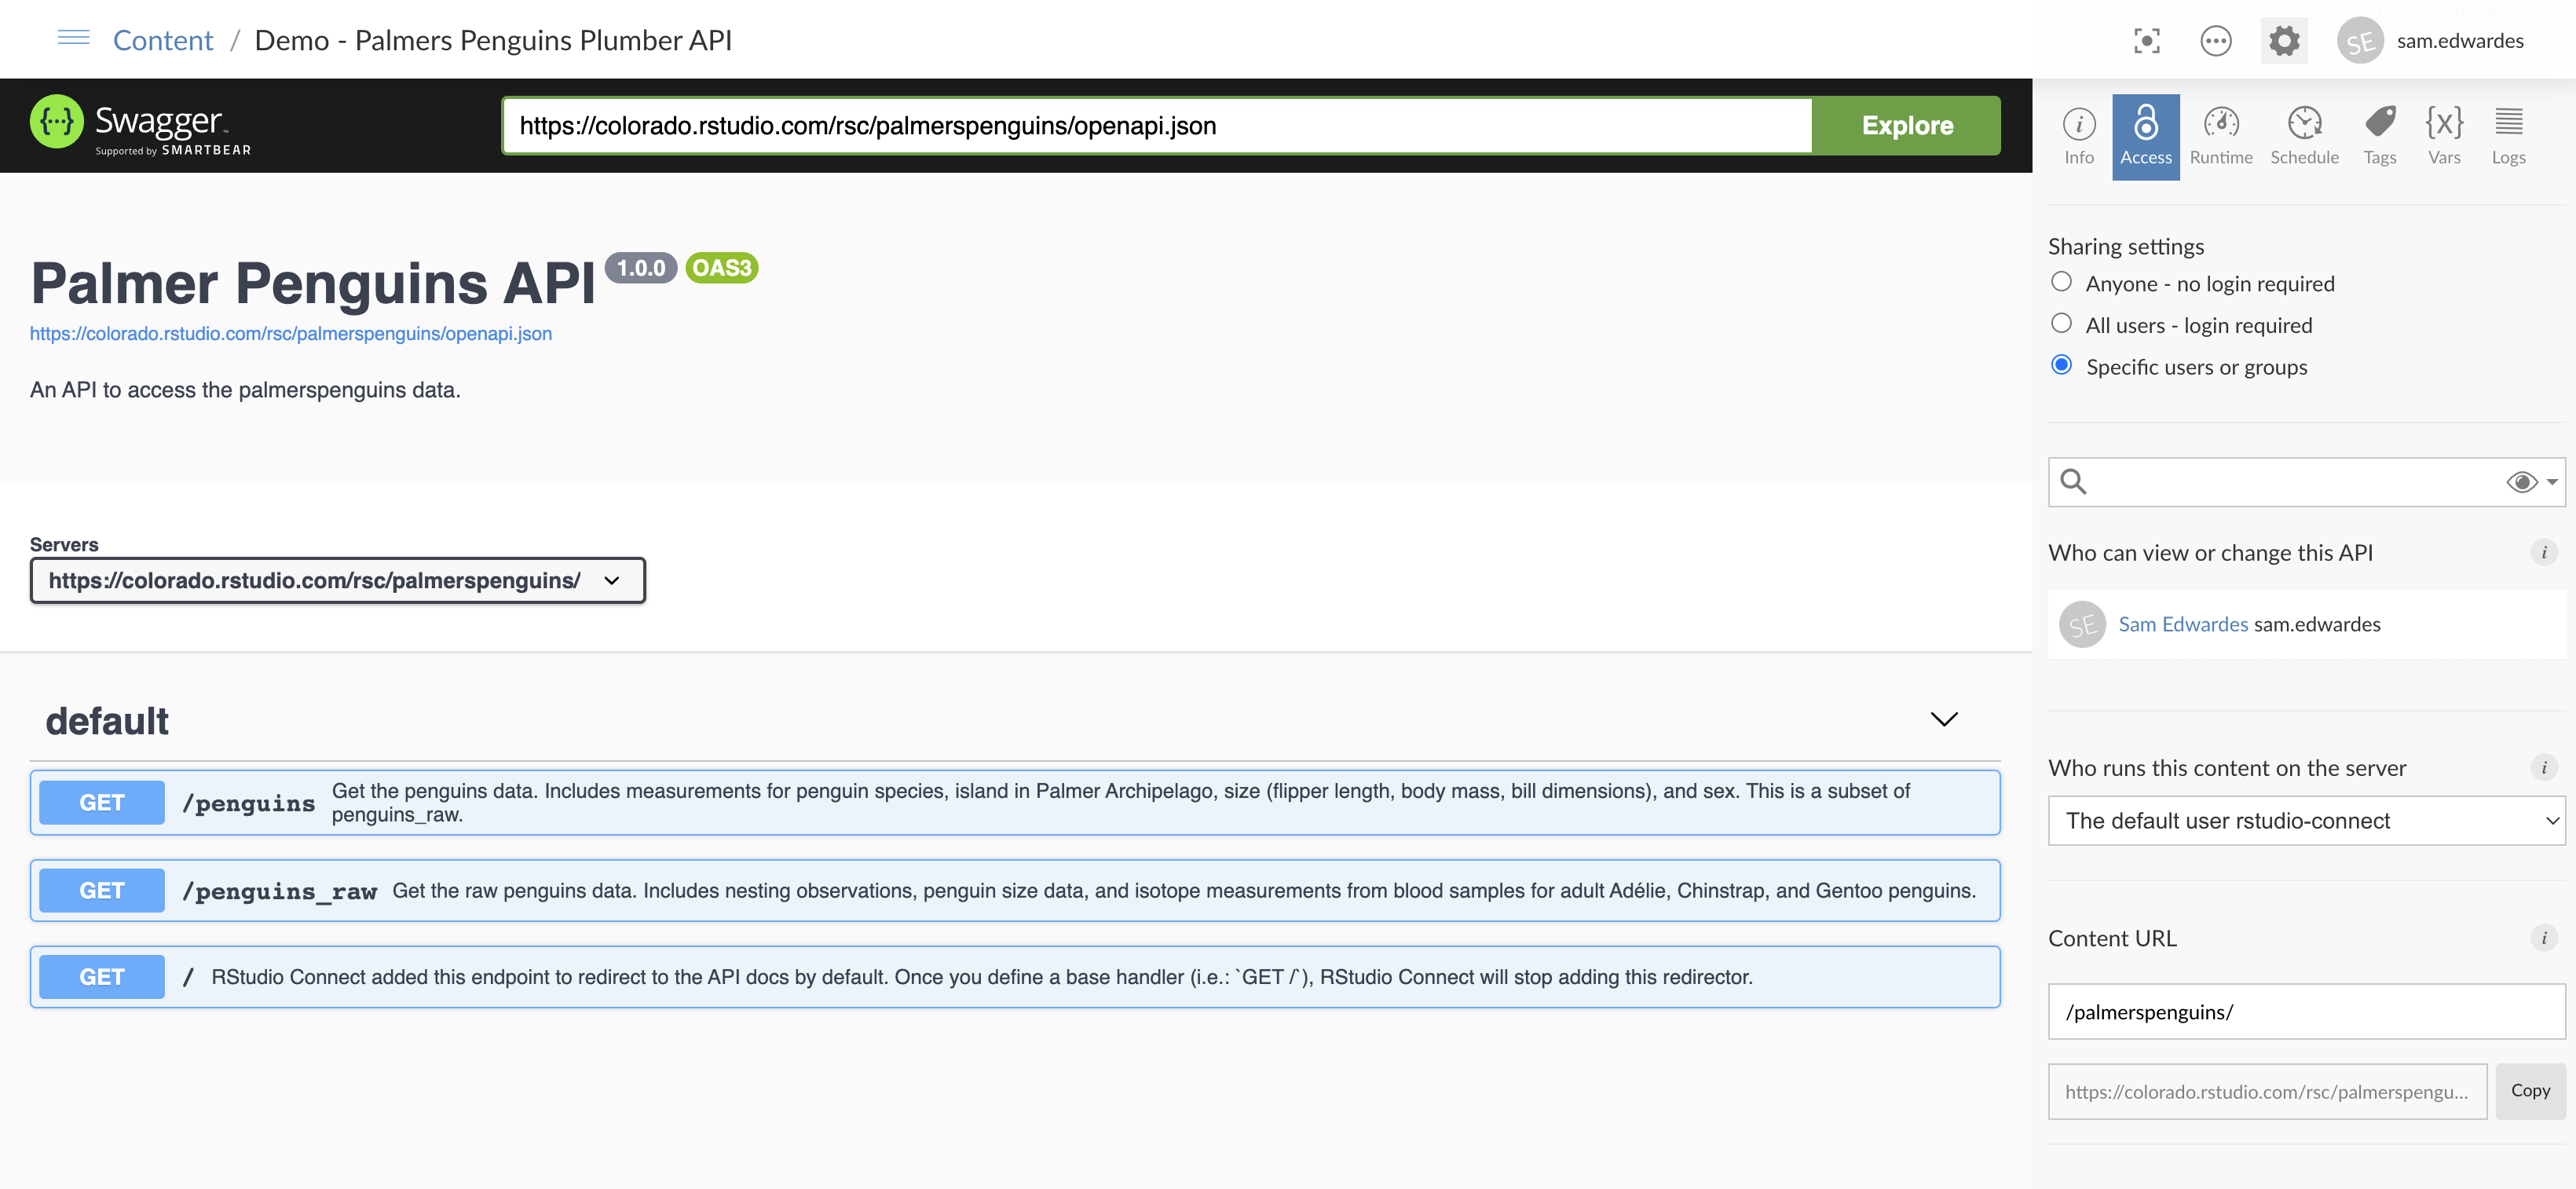 Content / Demo - Palmers Penguins Plumber API
SE sam.edwardes
{···} Swagger™
Supported by SMARTBEAR
https://colorado.rstudio.com/rsc/palmerspenguins/openapi.json
Explore
Palmer Penguins API 1.0.0 OAS3
https://colorado.rstudio.com/rsc/palmerspenguins/openapi.json
An API to access the palmerspenguins data.
Servers
https://colorado.rstudio.com/rsc/palmerspenguins/
default
GET /penguins Get the penguins data. Includes measurements for penguin species, island in Palmer Archipelago, size (flipper length, body mass, bill dimensions), and sex. This is a subset of
penguins_raw.
GET /penguins_raw Get the raw penguins data. Includes nesting observations, penguin size data, and isotope measurements from blood samples for adult Adélie, Chinstrap, and Gentoo penguins.
GET / RStudio Connect added this endpoint to redirect to the API docs by default. Once you define a base handler (i.e.: `GET /`), RStudio Connect will stop adding this redirector.
i {x}
Info Access Runtime Schedule Tags Vars Logs
Sharing settings
Anyone - no login required
All users - login required
Specific users or groups
Who can view or change this API i
SE Sam Edwardes sam.edwardes
Who runs this content on the server i
The default user rstudio-connect
Content URL i
/palmerspenguins/
https://colorado.rstudio.com/rsc/palmerspengu...
Copy